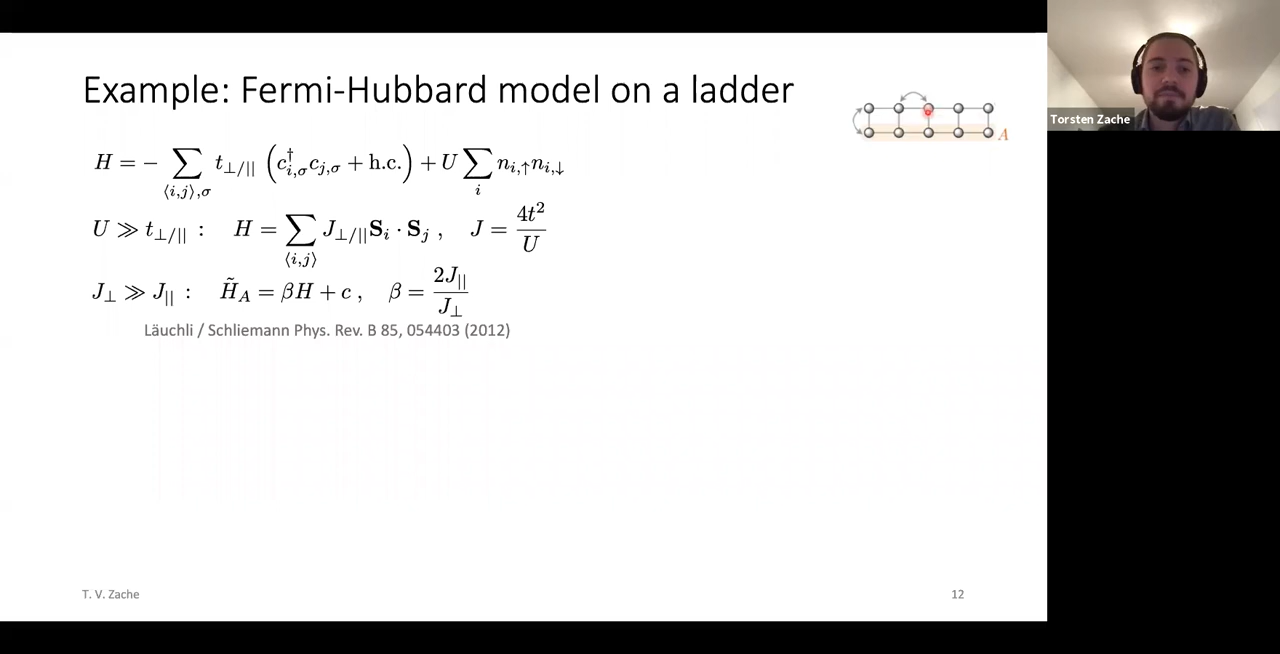 Example: Fermi-Hubbard model on a ladder
A
Torsten Zache
H = − ∑_{⟨i,j⟩,σ} t_{⊥/||} (c†_{i,σ} c_{j,σ} + h.c.) + U ∑_i n_{i,↑} n_{i,↓}
U ≫ t_{⊥/||} : H = ∑_{⟨i,j⟩} J_{⊥/||} S_i · S_j , J = 4t²/U
J_⊥ ≫ J_{||} : H̃_A = βH + c , β = 2J_{||}/J_⊥
Läuchli / Schliemann Phys. Rev. B 85, 054403 (2012)
T. V. Zache
12